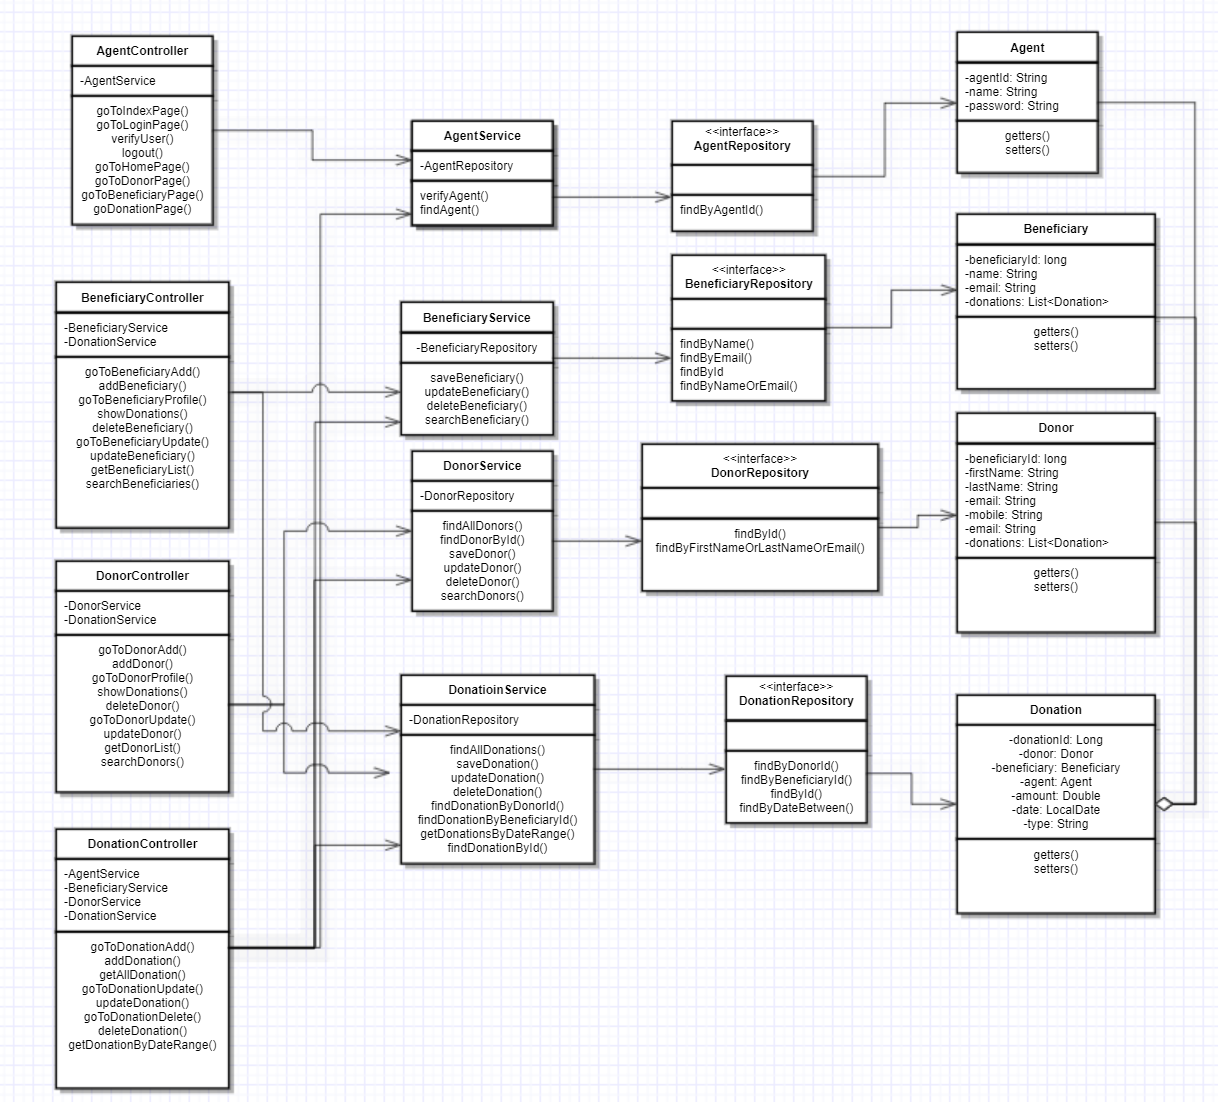 AgentController
-AgentService
goToIndexPage()
goToLoginPage()
verifyUser()
logout()
goToHomePage()
goToDonorPage()
goToBeneficiaryPage()
goDonationPage()
BeneficiaryController
-BeneficiaryService
-DonationService
goToBeneficiaryAdd()
addBeneficiary()
goToBeneficiaryProfile()
showDonations()
deleteBeneficiary()
goToBeneficiaryUpdate()
updateBeneficiary()
getBeneficiaryList()
searchBeneficiaries()
DonorController
-DonorService
-DonationService
goToDonorAdd()
addDonor()
goToDonorProfile()
showDonations()
deleteDonor()
goToDonorUpdate()
updateDonor()
getDonorList()
searchDonors()
DonationController
-AgentService
-BeneficiaryService
-DonorService
-DonationService
goToDonationAdd()
addDonation()
getAllDonation()
goToDonationUpdate()
updateDonation()
goToDonationDelete()
deleteDonation()
getDonationByDateRange()
AgentService
-AgentRepository
verifyAgent()
findAgent()
BeneficiaryService
-BeneficiaryRepository
saveBeneficiary()
updateBeneficiary()
deleteBeneficiary()
searchBeneficiary()
DonorService
-DonorRepository
findAllDonors()
findDonorById()
saveDonor()
updateDonor()
deleteDonor()
searchDonors()
DonatioinService
-DonationRepository
findAllDonations()
saveDonation()
updateDonation()
deleteDonation()
findDonationByDonorId()
findDonationByBeneficiaryId()
getDonationsByDateRange()
findDonationById()
<<interface>>
AgentRepository
findByAgentId()
<<interface>>
BeneficiaryRepository
findByName()
findByEmail()
findById
findByNameOrEmail()
<<interface>>
DonorRepository
findById()
findByFirstNameOrLastNameOrEmail()
<<interface>>
DonationRepository
findByDonorId()
findByBeneficiaryId()
findById()
findByDateBetween()
Agent
-agentId: String
-name: String
-password: String
getters()
setters()
Beneficiary
-beneficiaryId: long
-name: String
-email: String
-donations: List<Donation>
getters()
setters()
Donor
-beneficiaryId: long
-firstName: String
-lastName: String
-email: String
-mobile: String
-email: String
-donations: List<Donation>
getters()
setters()
Donation
-donationId: Long
-donor: Donor
-beneficiary: Beneficiary
-agent: Agent
-amount: Double
-date: LocalDate
-type: String
getters()
setters()